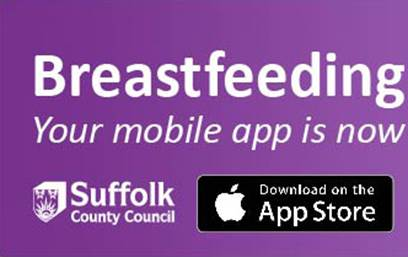 Breastfeeding
Your mobile app is now
Suffolk
County Council
Download on the
App Store